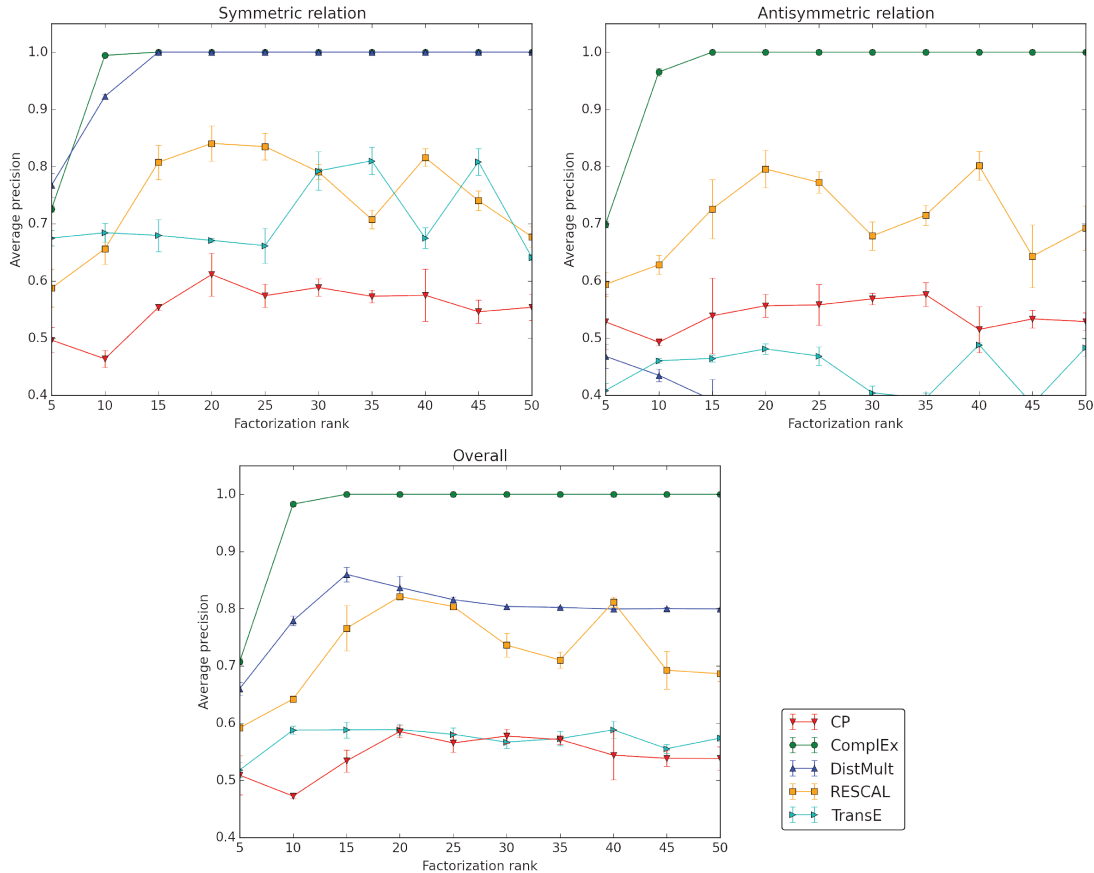 Symmetric relation
1.0
0.9
0.8
0.7
0.6
0.5
0.4
Average precision
5 10 15 20 25 30 35 40 45 50
Factorization rank
Antisymmetric relation
1.0
0.9
0.8
0.7
0.6
0.5
0.4
Average precision
5 10 15 20 25 30 35 40 45 50
Factorization rank
Overall
1.0
0.9
0.8
0.7
0.6
0.5
0.4
Average precision
5 10 15 20 25 30 35 40 45 50
Factorization rank
CP
ComplEx
DistMult
RESCAL
TransE